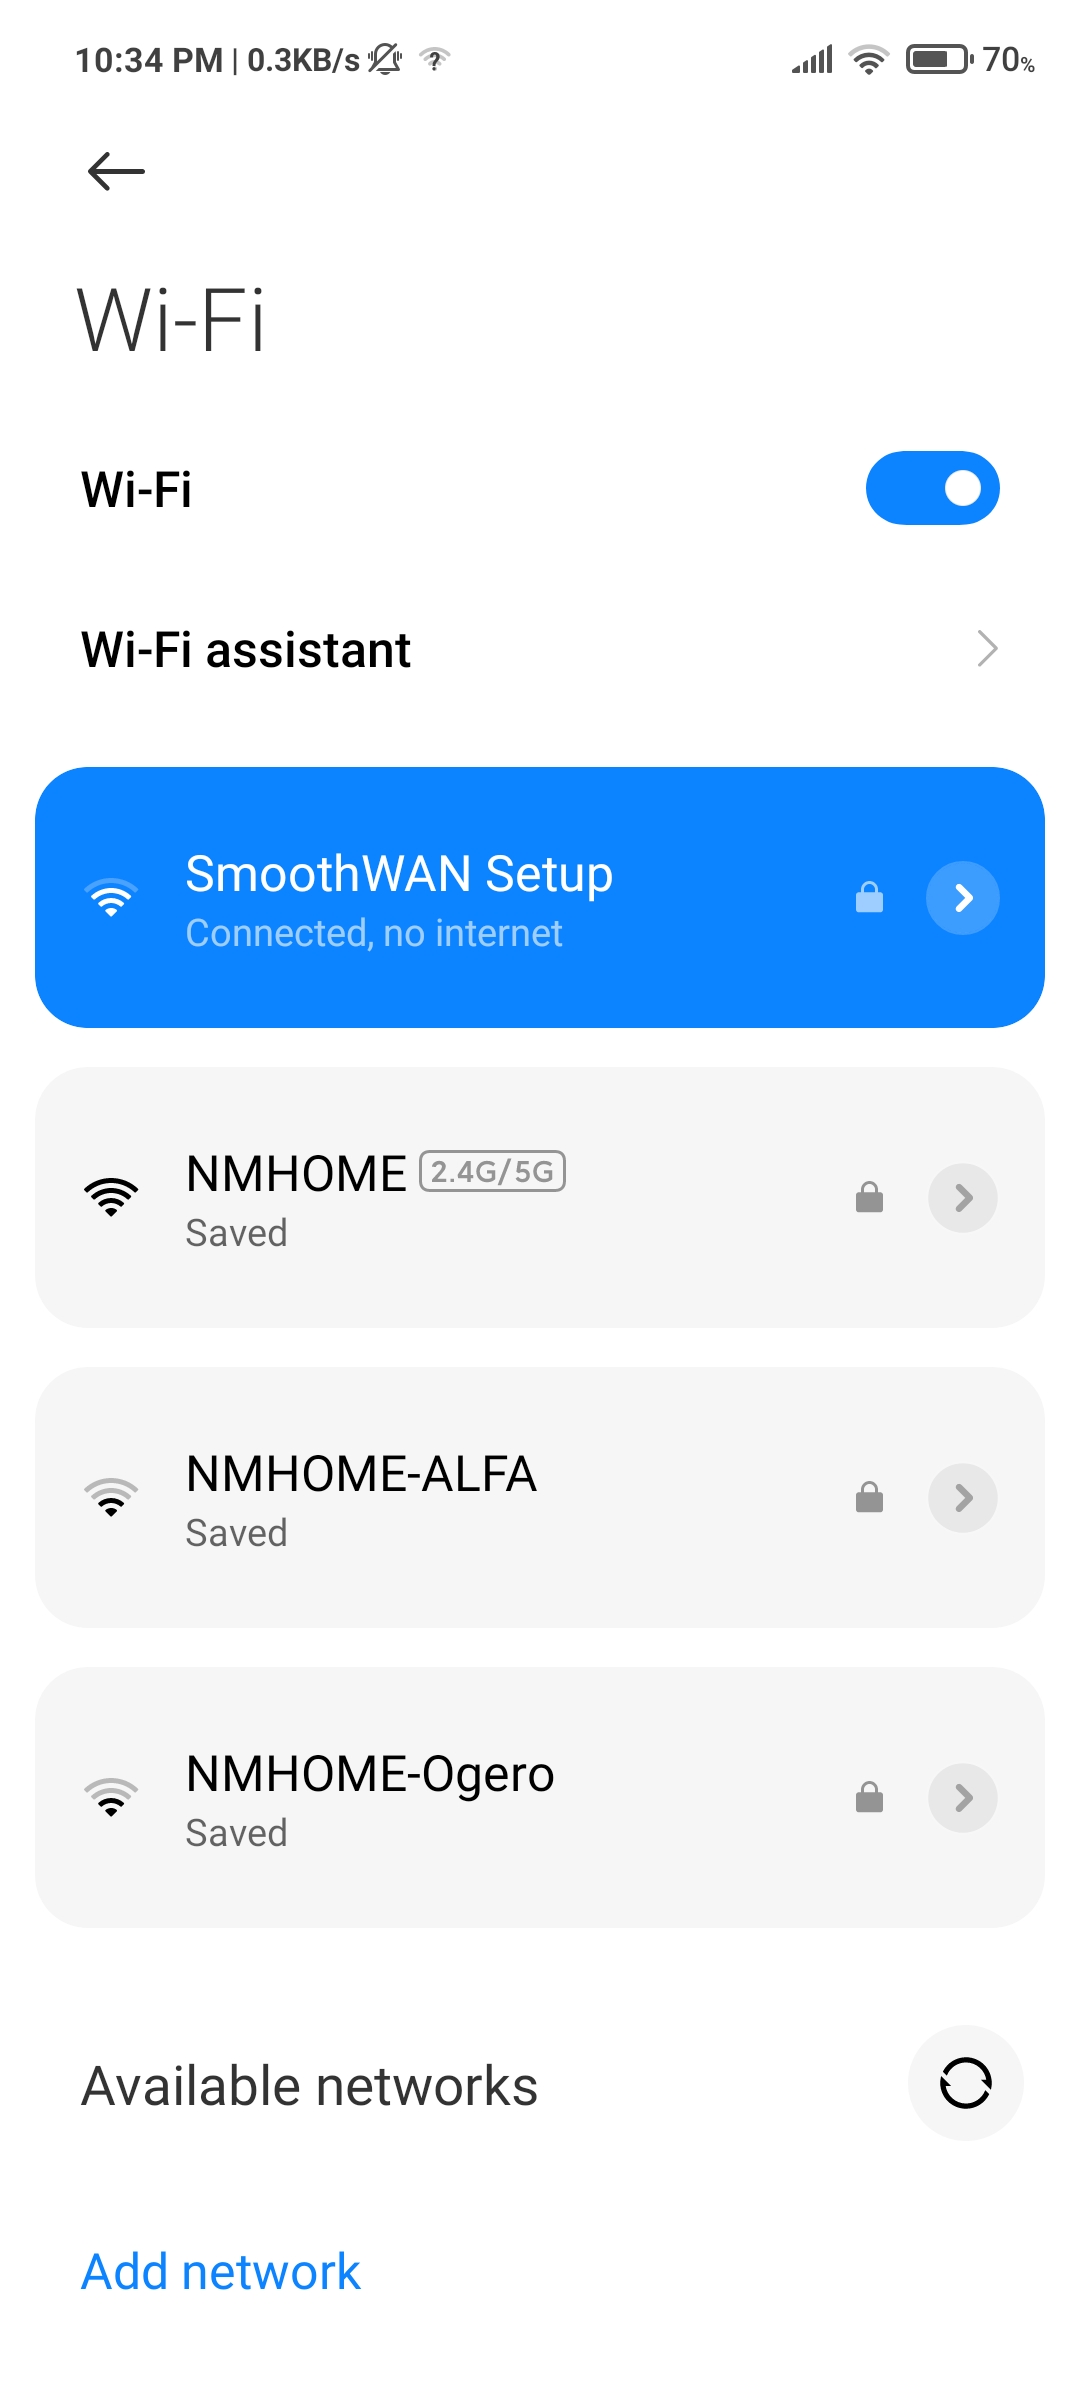 10:34 PM | 0.3KB/s 70%
Wi-Fi
Wi-Fi
Wi-Fi assistant
SmoothWAN Setup
Connected, no internet
NMHOME 2.4G/5G
Saved
NMHOME-ALFA
Saved
NMHOME-Ogero
Saved
Available networks
Add network